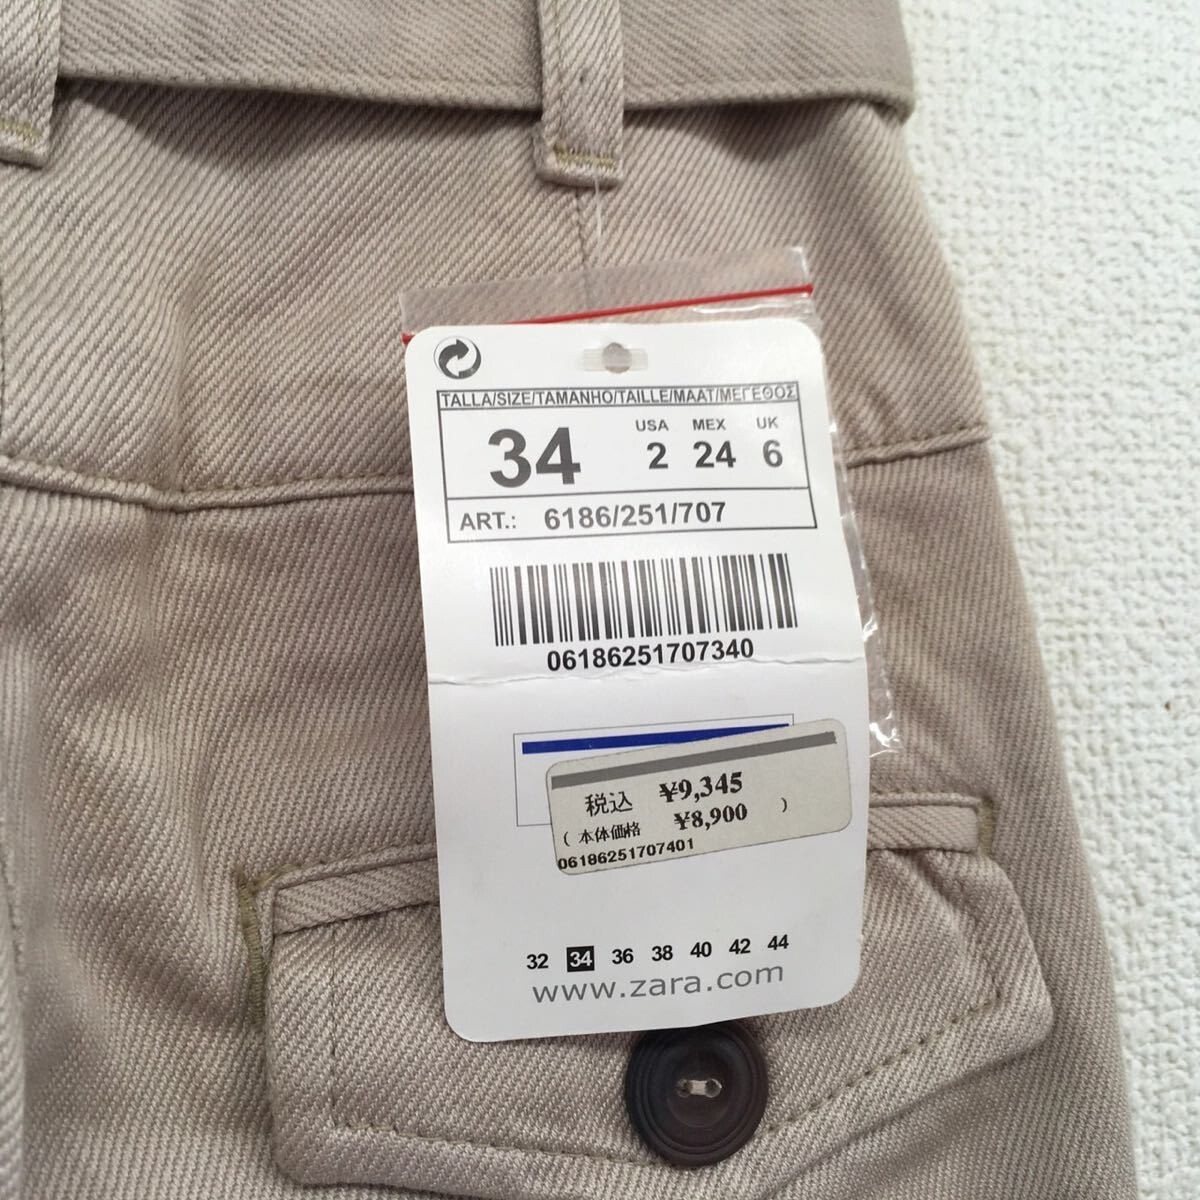 TALLA/SIZE/TAMANHO/TAILLE/MAAT/ΜΕΓΕΘΟΣ
USA MEX UK
34 2 24 6
ART.: 6186/251/707
06186251707340
税込 ¥9,345
( 本体価格 ¥8,900 )
06186251707401
32 34 36 38 40 42 44
www.zara.com